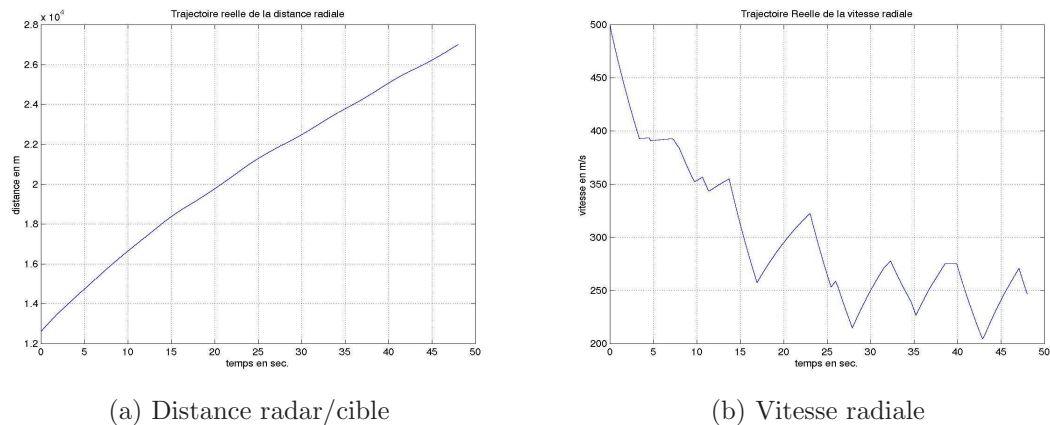 Trajectoire reelle de la distance radiale
x 10⁴
2.8
2.6
2.4
2.2
2
1.8
1.6
1.4
1.2
distance en m
0 5 10 15 20 25 30 35 40 45 50
temps en sec.
(a) Distance radar/cible
Trajectoire Reelle de la vitesse radiale
500
450
400
350
300
250
200
vitesse en m/s
0 5 10 15 20 25 30 35 40 45 50
temps en sec.
(b) Vitesse radiale